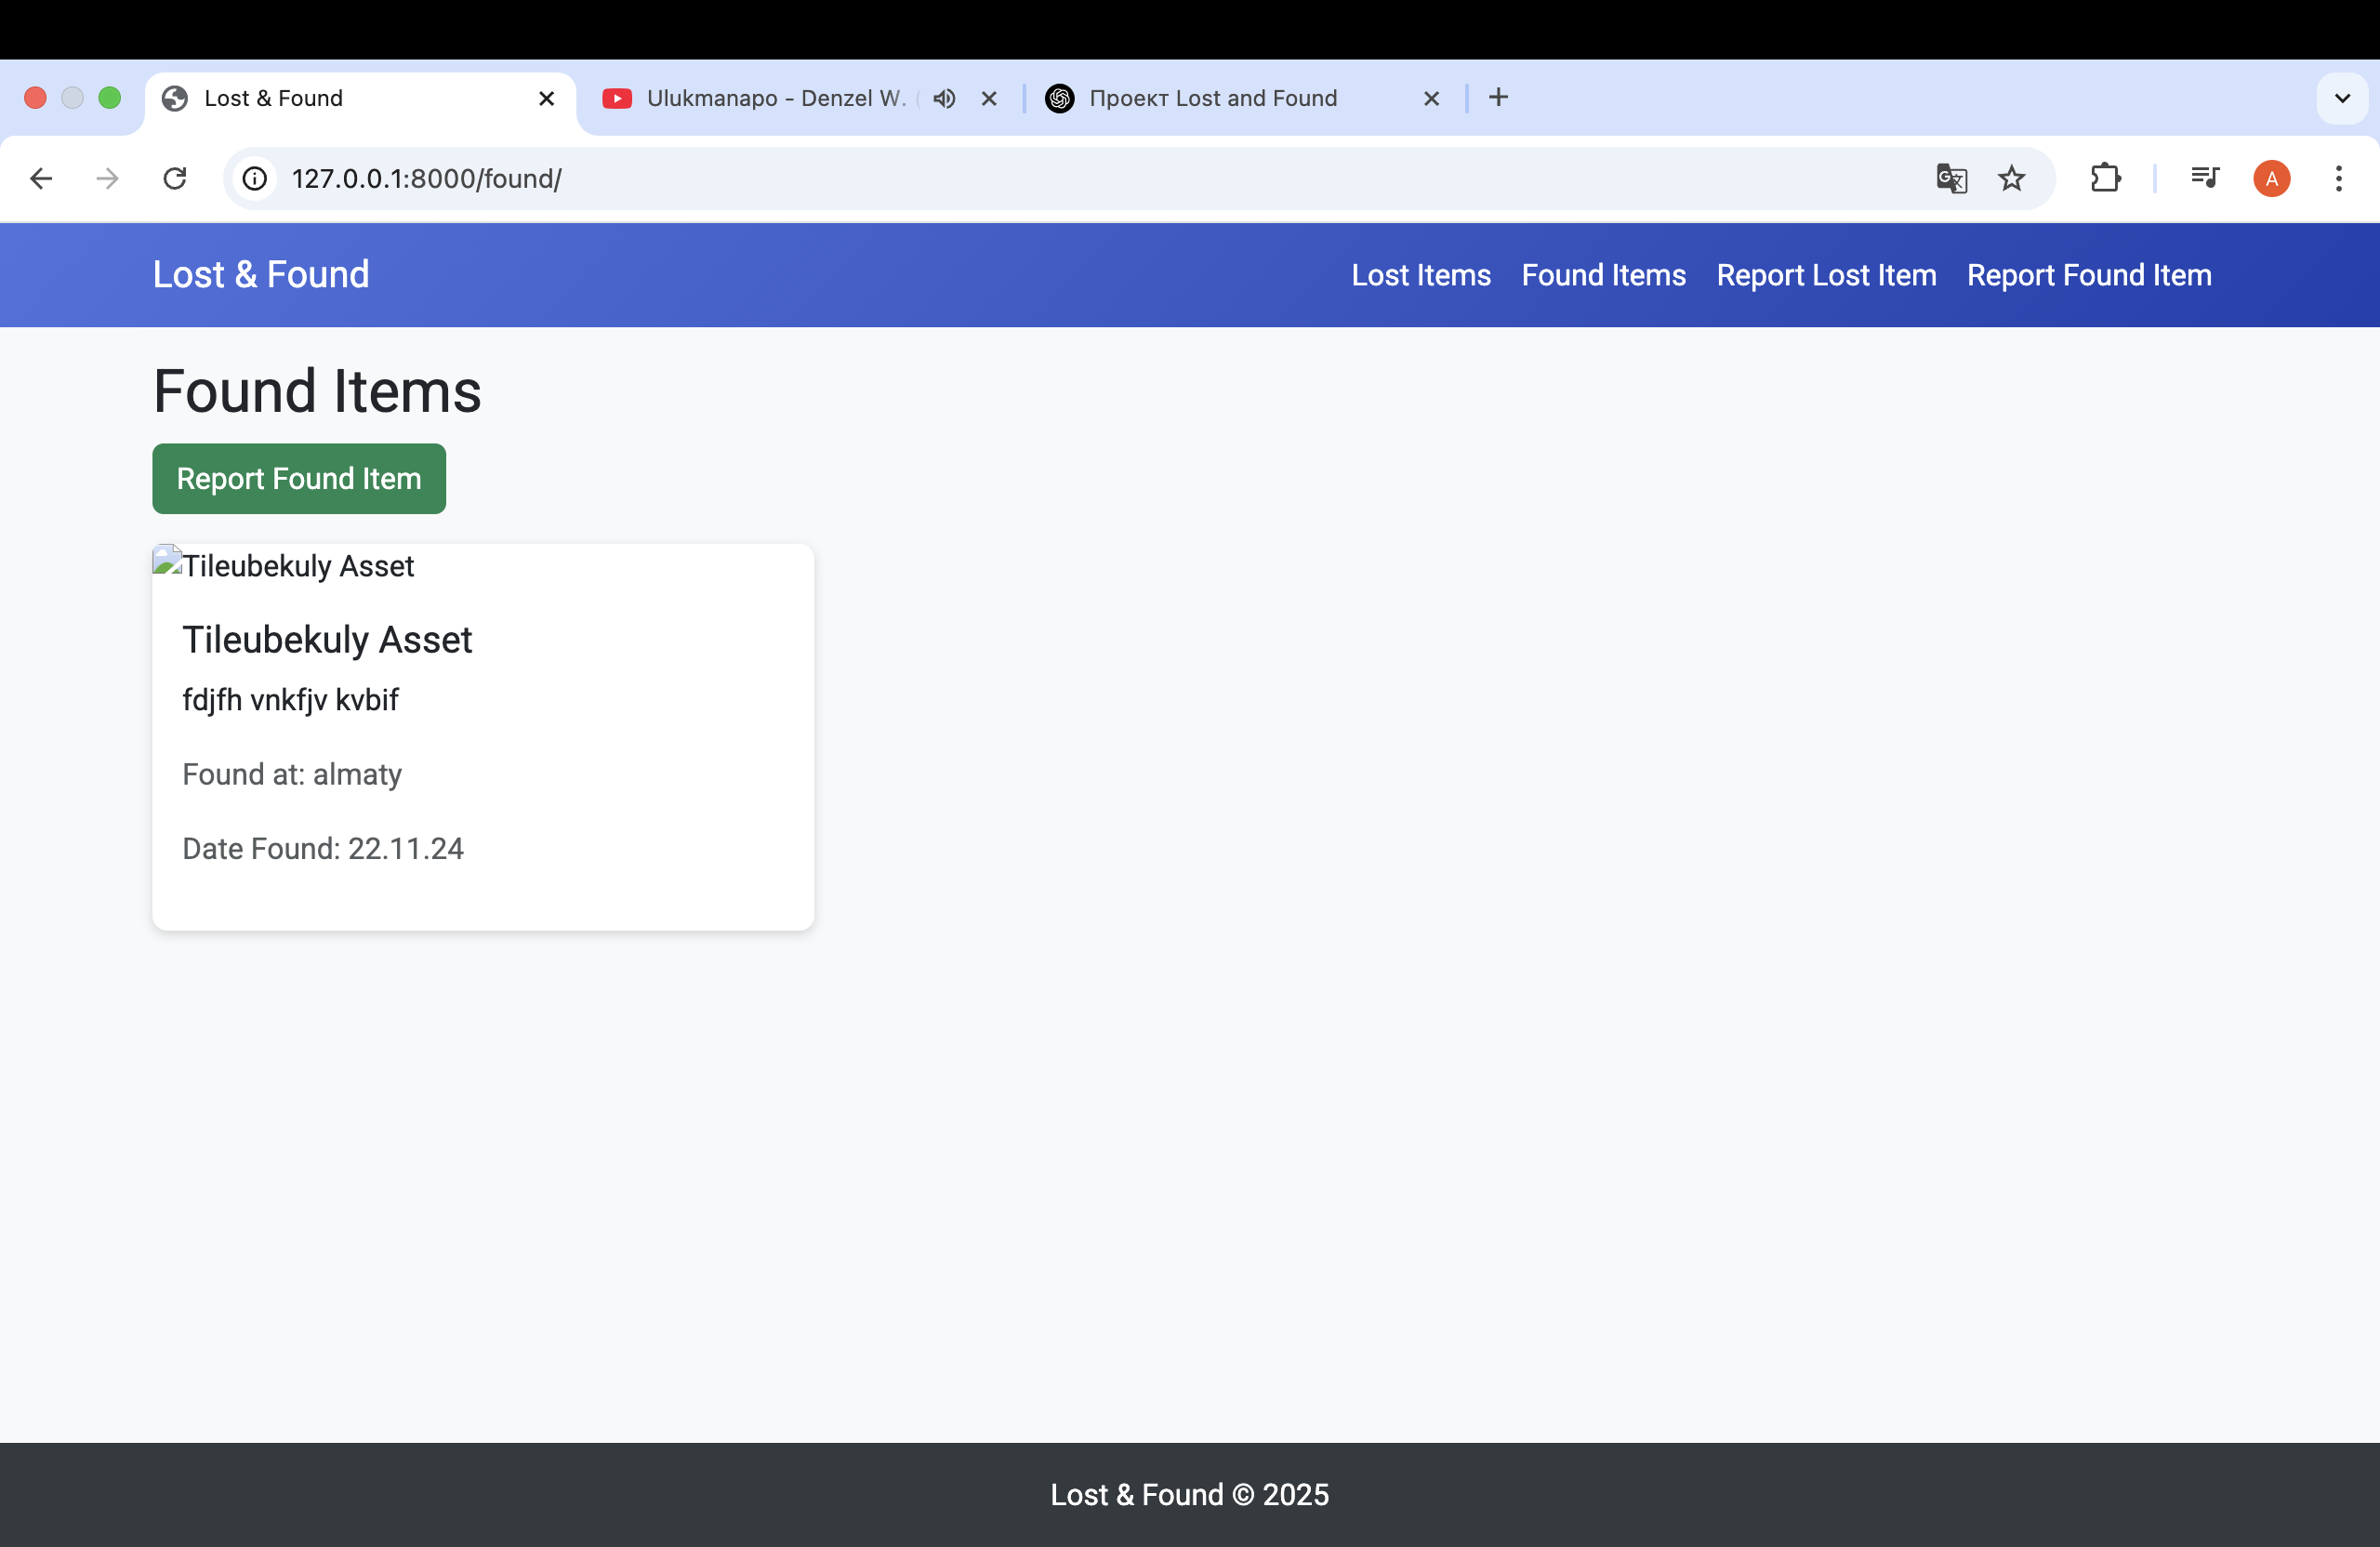 Lost & Found
Ulukmanapo - Denzel W.
Проект Lost and Found
127.0.0.1:8000/found/
A
Lost & Found
Lost Items
Found Items
Report Lost Item
Report Found Item
Found Items
Report Found Item
Tileubekuly Asset
Tileubekuly Asset
fdjfh vnkfjv kvbif
Found at: almaty
Date Found: 22.11.24
Lost & Found © 2025